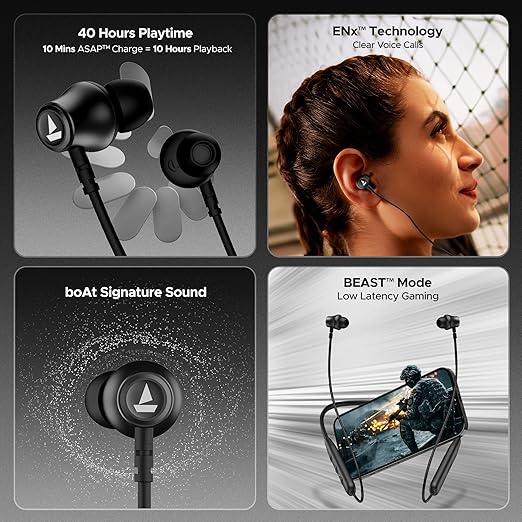 40 Hours Playtime
10 Mins ASAP™ Charge = 10 Hours Playback
ENx™ Technology
Clear Voice Calls
boAt Signature Sound
BEAST™ Mode
Low Latency Gaming